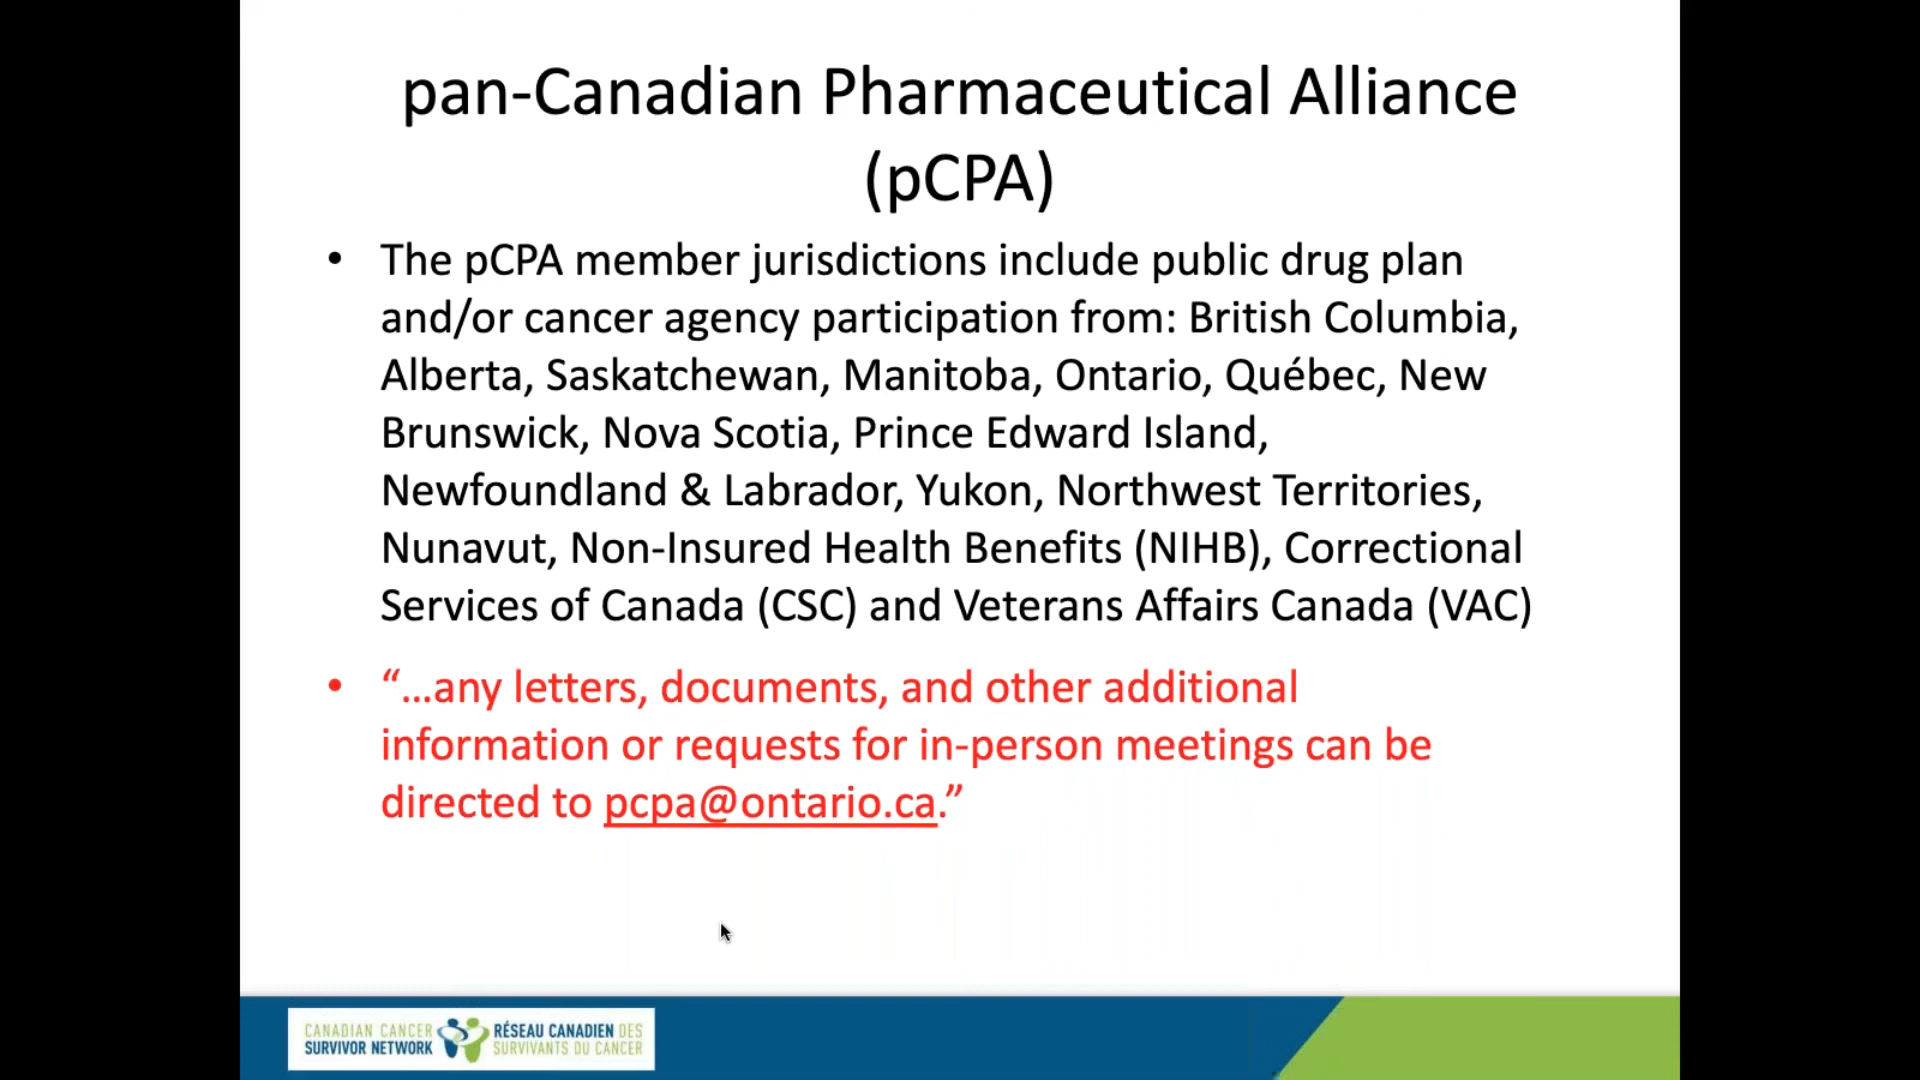 pan-Canadian Pharmaceutical Alliance
(pCPA)
• The pCPA member jurisdictions include public drug plan
and/or cancer agency participation from: British Columbia,
Alberta, Saskatchewan, Manitoba, Ontario, Québec, New
Brunswick, Nova Scotia, Prince Edward Island,
Newfoundland & Labrador, Yukon, Northwest Territories,
Nunavut, Non-Insured Health Benefits (NIHB), Correctional
Services of Canada (CSC) and Veterans Affairs Canada (VAC)
• “…any letters, documents, and other additional
information or requests for in-person meetings can be
directed to pcpa@ontario.ca.”
CANADIAN CANCER
SURVIVOR NETWORK
RÉSEAU CANADIEN DES
SURVIVANTS DU CANCER